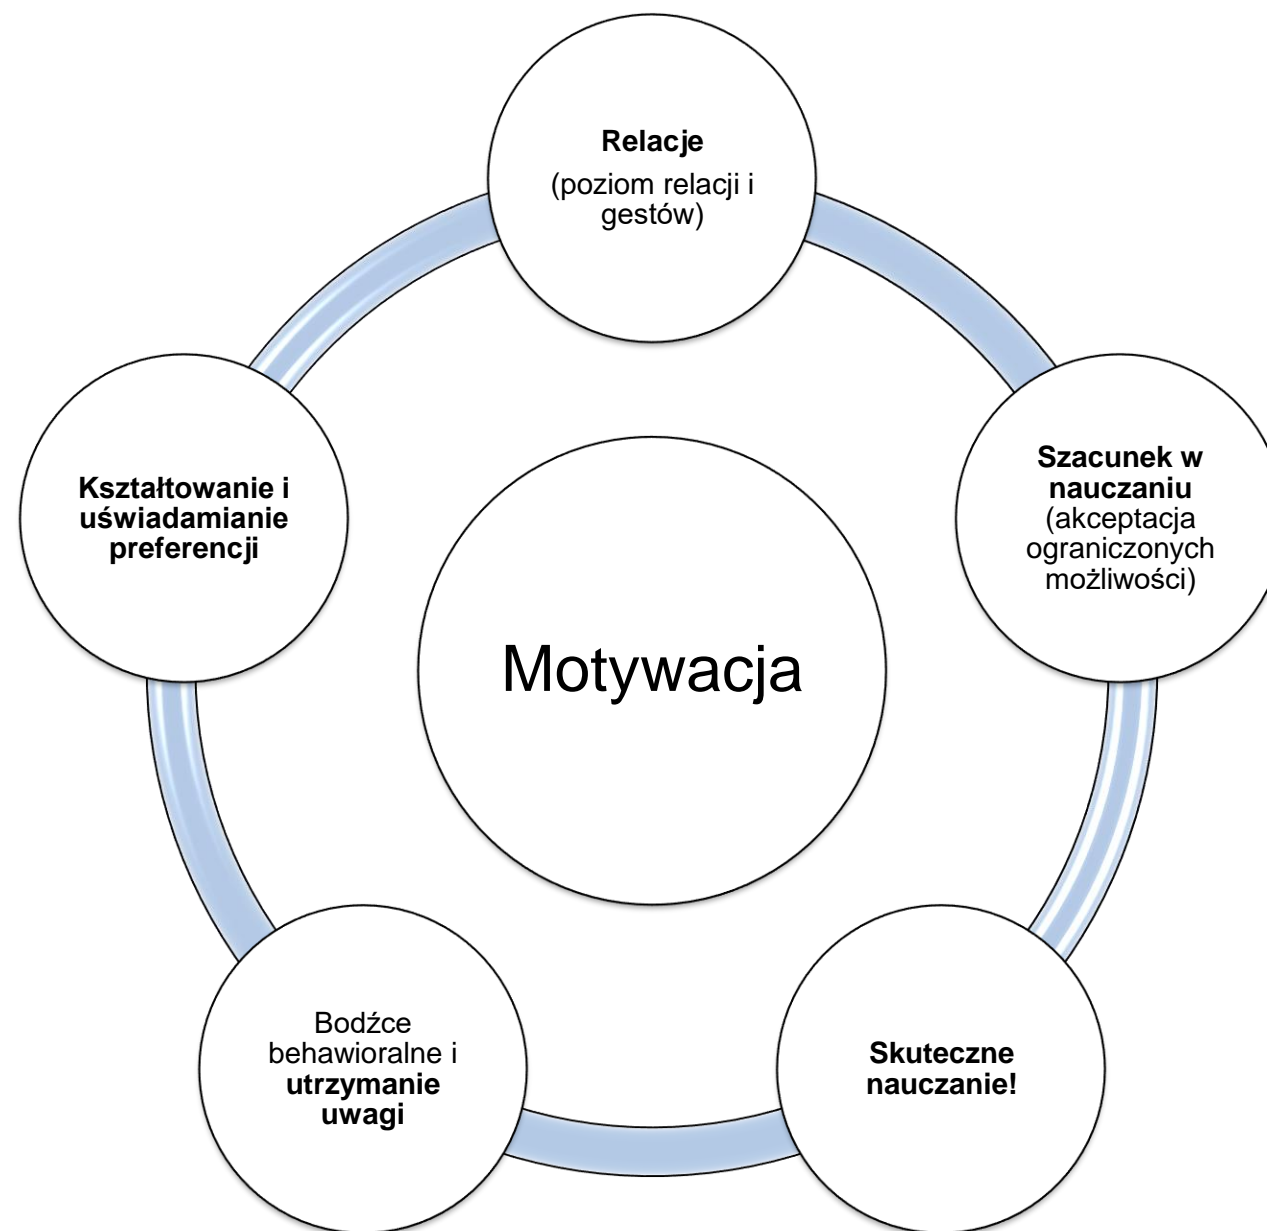 Relacje
(poziom relacji i
gestów)
Szacunek w
nauczaniu
(akceptacja
ograniczonych
możliwości)
Kształtowanie i
uświadamianie
preferencji
Motywacja
Bodźce
behawioralne i
utrzymanie
uwagi
Skuteczne
nauczanie!